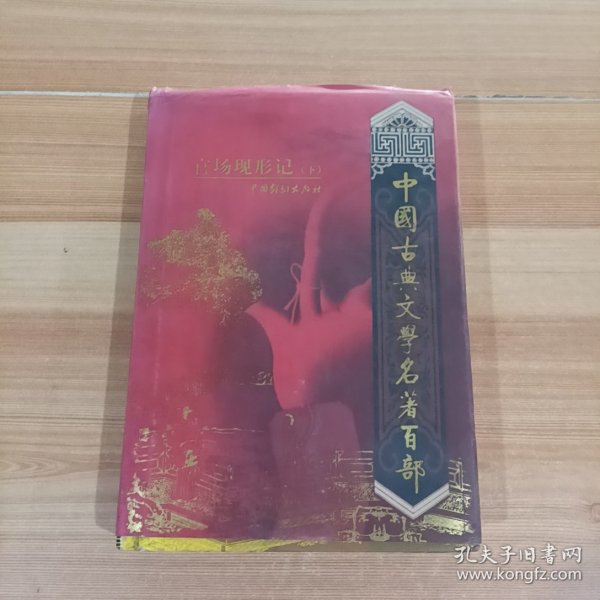 官场现形记（下）
中国戏剧出版社
中國古典文學名著百部
孔夫子旧书网
www.kongfz.com